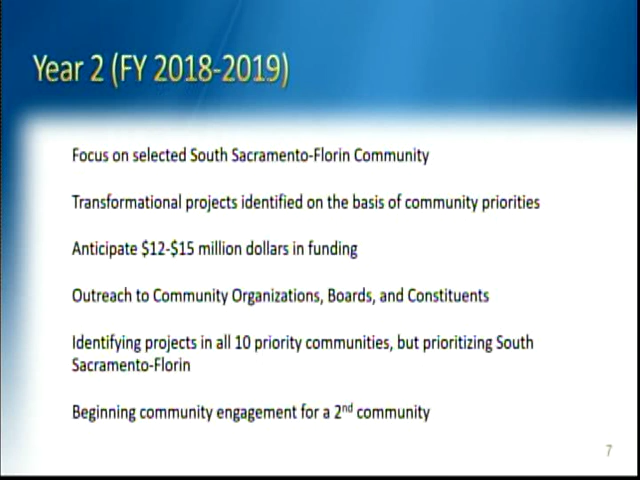 Year 2 (FY 2018-2019)
Focus on selected South Sacramento-Florin Community
Transformational projects identified on the basis of community priorities
Anticipate $12-$15 million dollars in funding
Outreach to Community Organizations, Boards, and Constituents
Identifying projects in all 10 priority communities, but prioritizing South
Sacramento-Florin
Beginning community engagement for a 2nd community
7